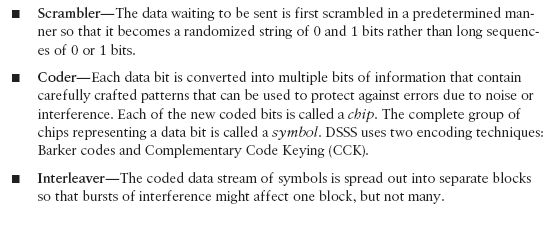 ■ Scrambler—The data waiting to be sent is first scrambled in a predetermined man-
ner so that it becomes a randomized string of 0 and 1 bits rather than long sequenc-
es of 0 or 1 bits.
■ Coder—Each data bit is converted into multiple bits of information that contain
carefully crafted patterns that can be used to protect against errors due to noise or
interference. Each of the new coded bits is called a chip. The complete group of
chips representing a data bit is called a symbol. DSSS uses two encoding techniques:
Barker codes and Complementary Code Keying (CCK).
■ Interleaver—The coded data stream of symbols is spread out into separate blocks
so that bursts of interference might affect one block, but not many.